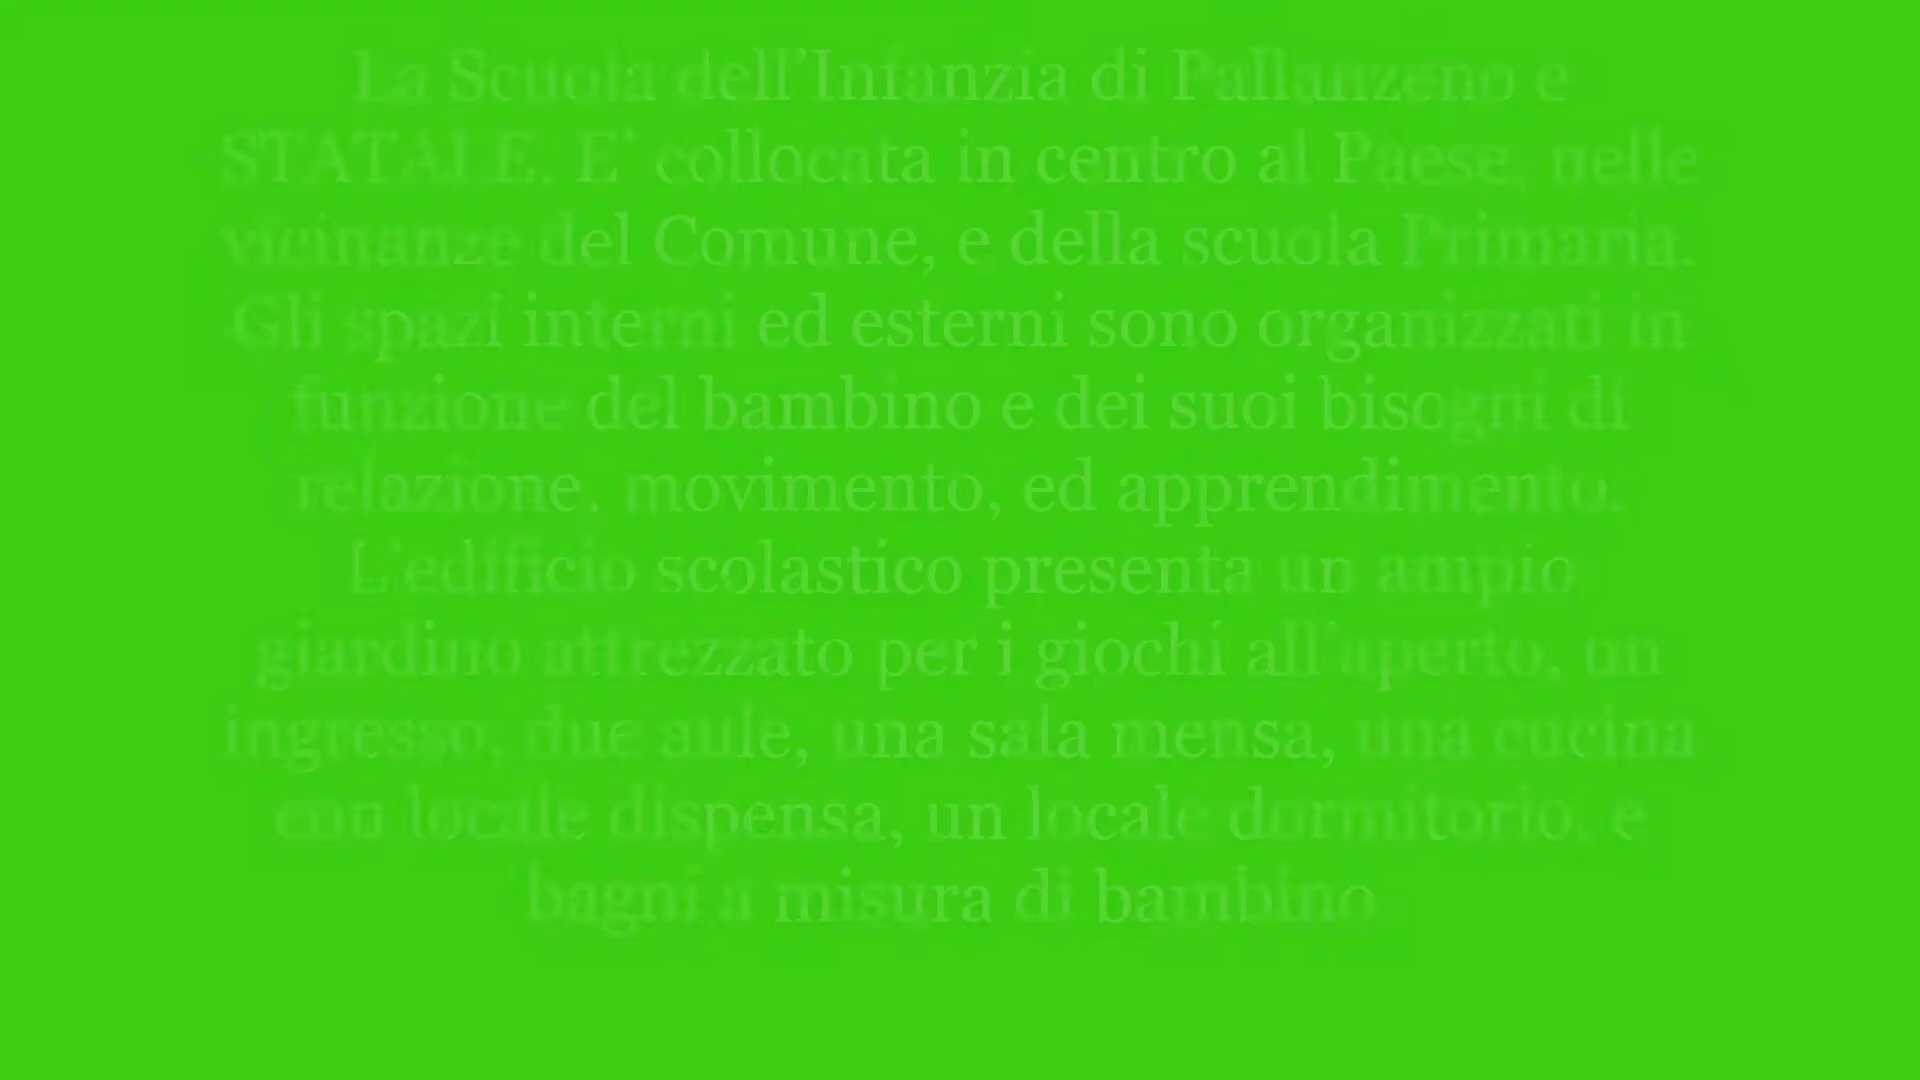 La Scuola dell'Infanzia di Pallanzeno e
STATALE. E' collocata in centro al Paese, nelle
vicinanze del Comune, e della scuola Primaria.
Gli spazi interni ed esterni sono organizzati in
funzione del bambino e dei suoi bisogni di
relazione, movimento, ed apprendimento.
L'edificio scolastico presenta un ampio
giardino attrezzato per i giochi all'aperto, un
ingresso, due aule, una sala mensa, una cucina
con locale dispensa, un locale dormitorio, e
bagni a misura di bambino